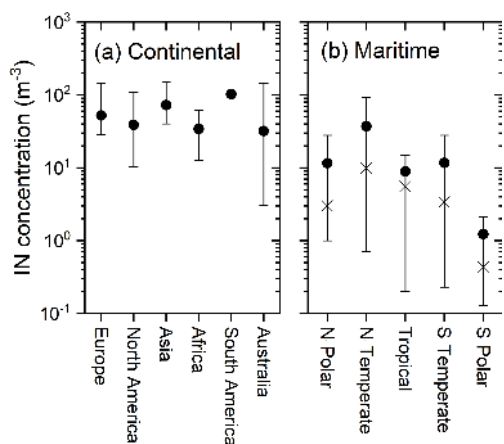 10³
(a) Continental
(b) Maritime
10²
10¹
10⁰
10⁻¹
IN concentration (m⁻³)
Europe
North America
Asia
Africa
South America
Australia
N Polar
N Temperate
Tropical
S Temperate
S Polar